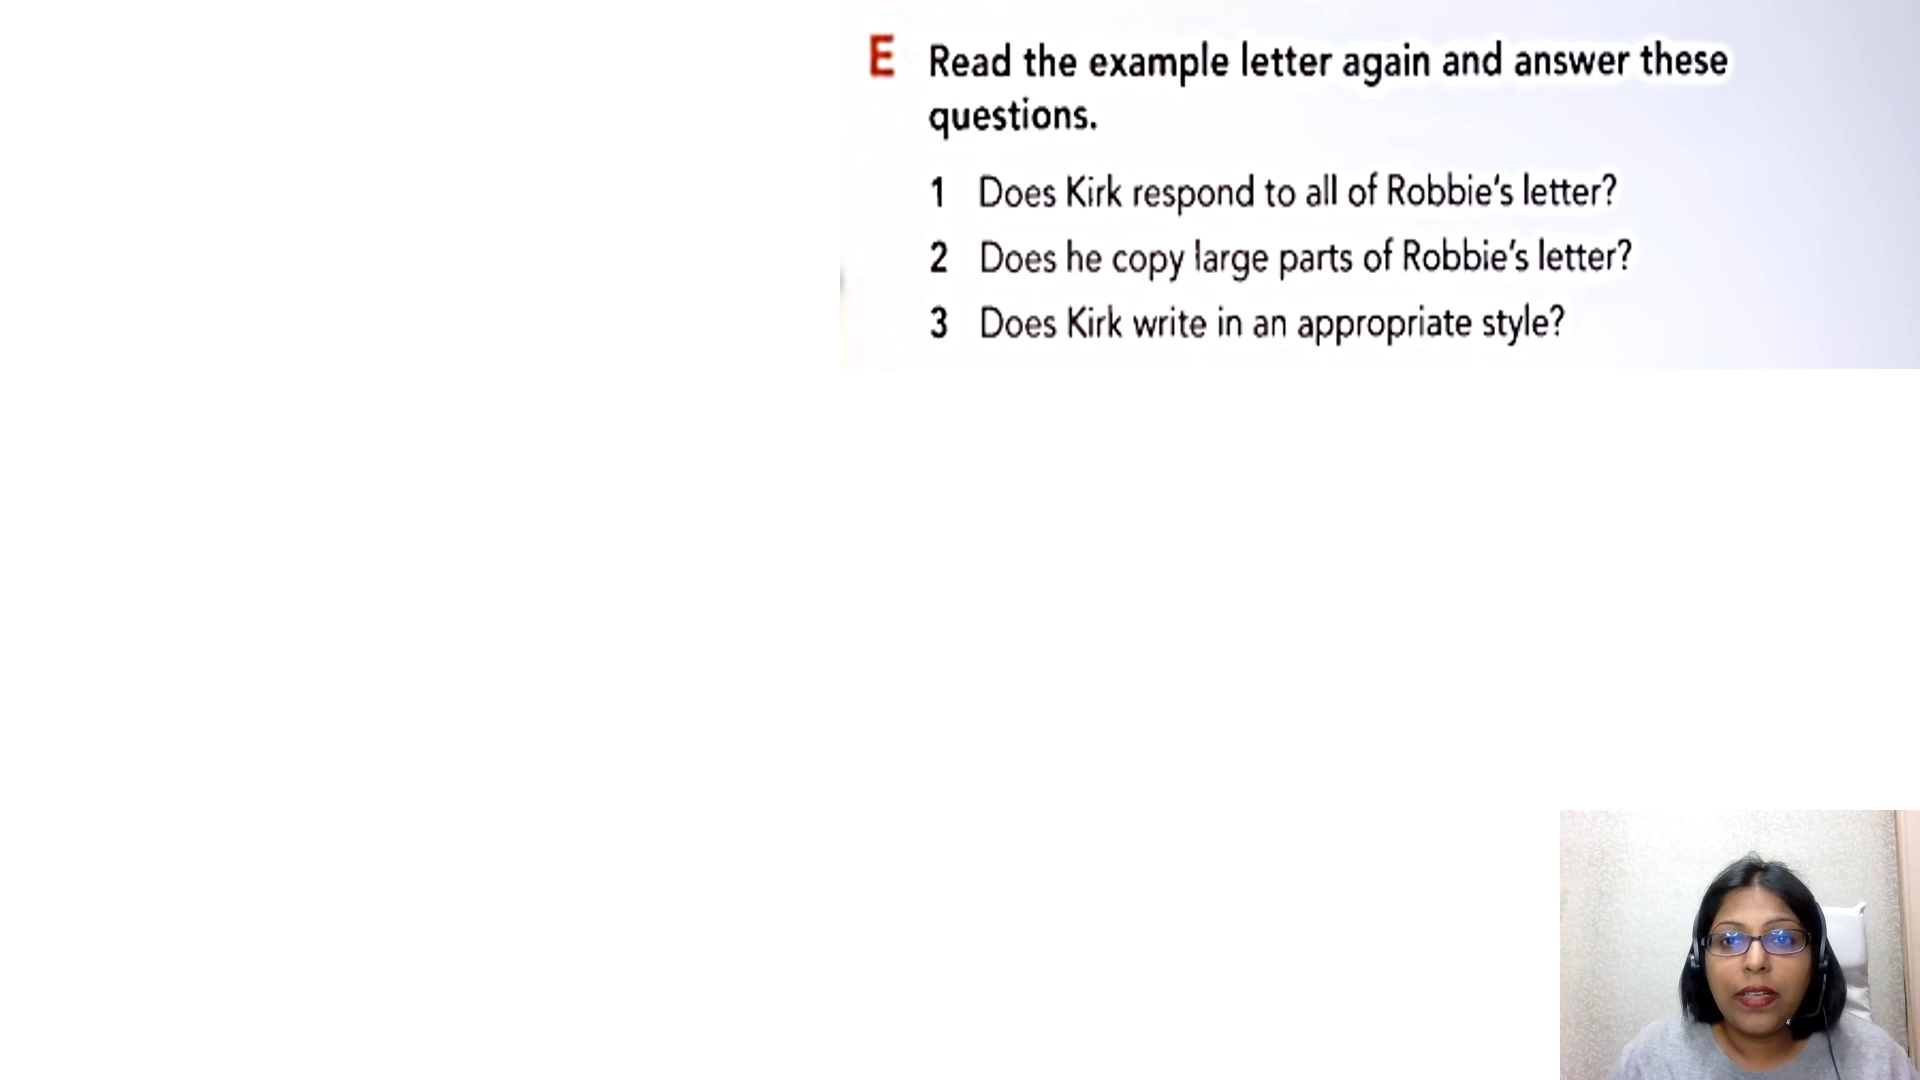 E Read the example letter again and answer these
questions.
1 Does Kirk respond to all of Robbie's letter?
2 Does he copy large parts of Robbie's letter?
3 Does Kirk write in an appropriate style?